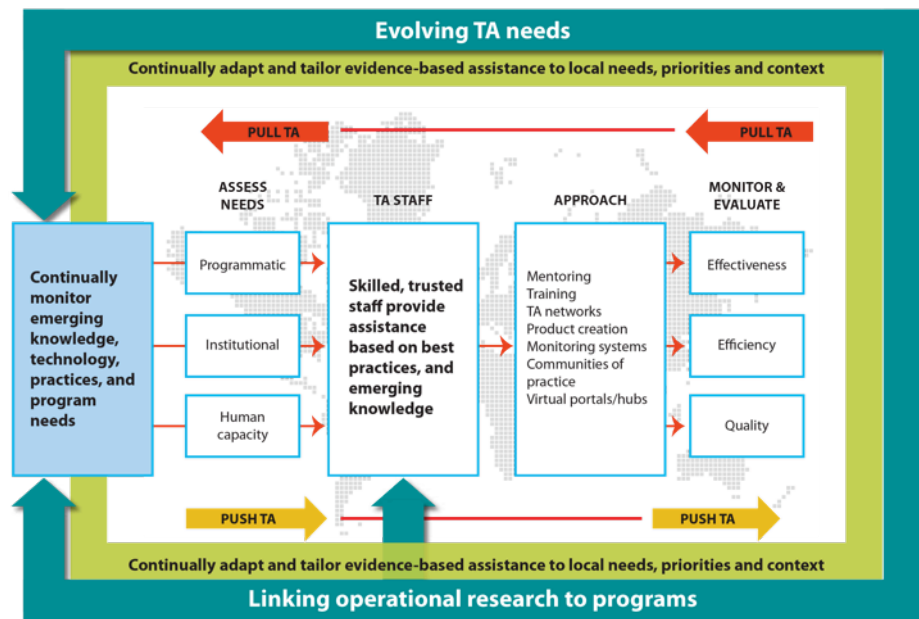 Evolving TA needs
Continually adapt and tailor evidence-based assistance to local needs, priorities and context
PULL TA
PULL TA
ASSESS
NEEDS
TA STAFF
APPROACH
MONITOR &
EVALUATE
Continually
monitor
emerging
knowledge,
technology,
practices, and
program
needs
Programmatic
Institutional
Human
capacity
Skilled, trusted
staff provide
assistance
based on best
practices, and
emerging
knowledge
Mentoring
Training
TA networks
Product creation
Monitoring systems
Communities of
practice
Virtual portals/hubs
Effectiveness
Efficiency
Quality
PUSH TA
PUSH TA
Continually adapt and tailor evidence-based assistance to local needs, priorities and context
Linking operational research to programs